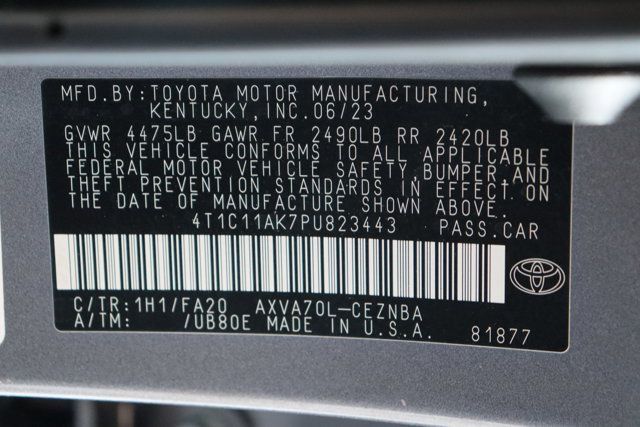 MFD. BY: TOYOTA MOTOR MANUFACTURING,
KENTUCKY, INC. 06/23
GVWR 4475LB GAWR FR 2490LB RR 2420LB
THIS VEHICLE CONFORMS TO ALL APPLICABLE
FEDERAL MOTOR VEHICLE SAFETY, BUMPER, AND
THEFT PREVENTION STANDARDS IN EFFECT ON
THE DATE OF MANUFACTURE SHOWN ABOVE.
4T1C11AK7PU823443 PASS. CAR
C/TR: 1H1/FA20 AXVA70L-CEZNBA
A/TM: /UB80E MADE IN U.S.A. 81877